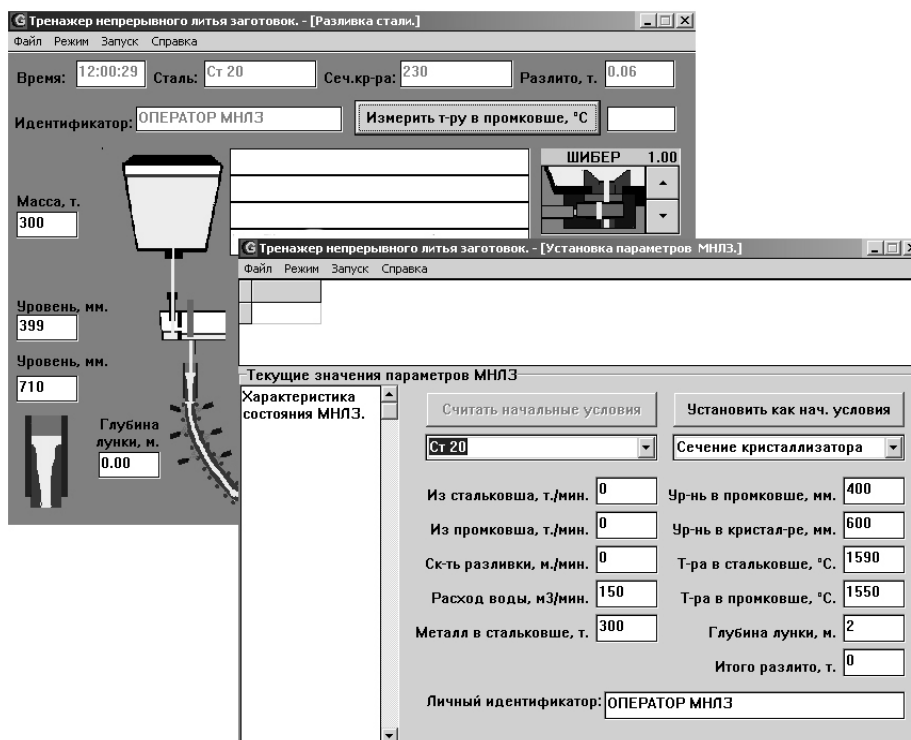 Тренажер непрерывного литья заготовок. - [Разливка стали.]
Файл Режим Запуск Справка
Время: 12:00:29 Сталь: Ст 20 Сеч.кр-ра: 230 Разлито, т. 0.06
Идентификатор: ОПЕРАТОР МНЛЗ Измерить т-ру в промковше, °С
ШИБЕР 1.00
Масса, т.
300
Уровень, мм.
399
Уровень, мм.
710
Глубина
лунки, м.
0.00
Тренажер непрерывного литья заготовок. - [Установка параметров МНЛЗ.]
Файл Режим Запуск Справка
Текущие значения параметров МНЛЗ
Характеристика
состояния МНЛЗ.
Считать начальные условия Установить как нач. условия
Ст 20 Сечение кристаллизатора
Из стальковша, т./мин. 0 Ур-нь в промковше, мм. 400
Из промковша, т./мин. 0 Ур-нь в кристал-ре, мм. 600
Ск-ть разливки, м./мин. 0 Т-ра в стальковше, °С. 1590
Расход воды, м3/мин. 150 Т-ра в промковше, °С. 1550
Металл в стальковше, т. 300 Глубина лунки, м. 2
Итого разлито, т. 0
Личный идентификатор: ОПЕРАТОР МНЛЗ